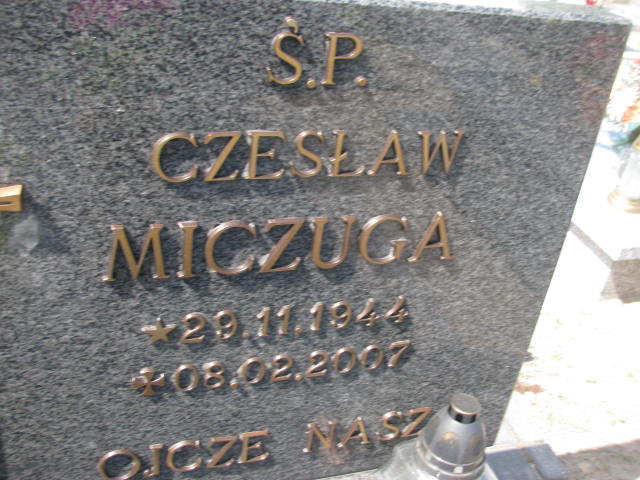 Ś.P.
CZESŁAW
MICZUGA
29.11.1944
08.02.2007
OJCZE NASZ